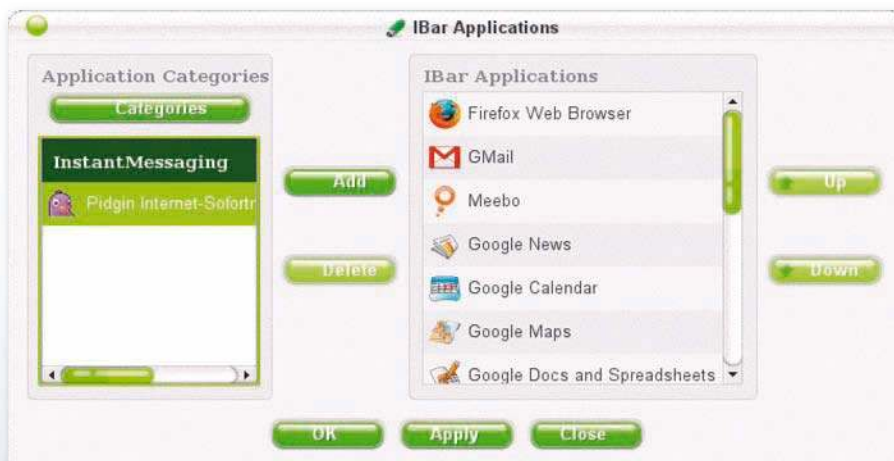 IBar Applications
Application Categories
Categories
InstantMessaging
Pidgin Internet-Sofortr
Add
Delete
IBar Applications
Firefox Web Browser
GMail
Meebo
Google News
Google Calendar
Google Maps
Google Docs and Spreadsheets
Up
Down
OK
Apply
Close